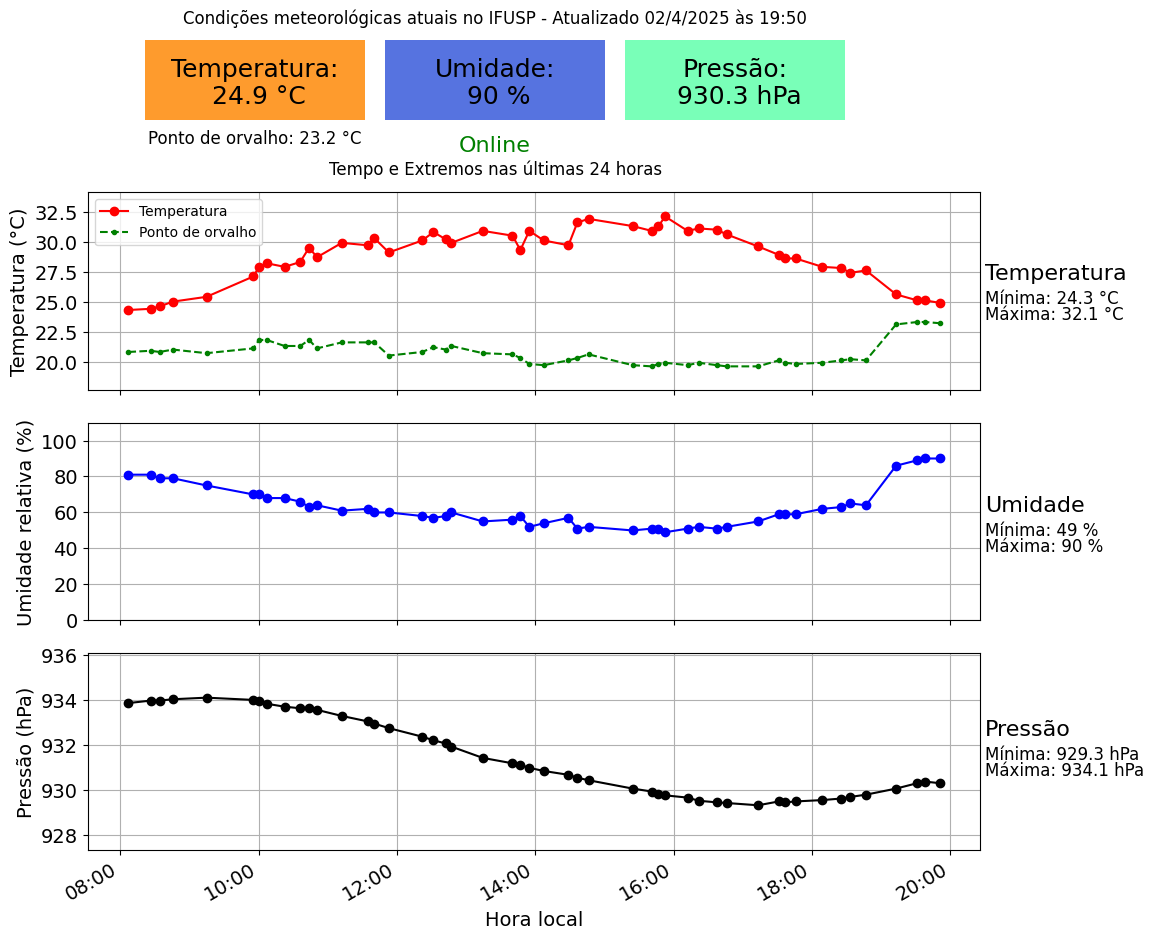 Condições meteorológicas atuais no IFUSP - Atualizado 02/4/2025 às 19:50
Temperatura:
24.9 °C
Umidade:
90 %
Pressão:
930.3 hPa
Ponto de orvalho: 23.2 °C
Online
Tempo e Extremos nas últimas 24 horas
Temperatura (°C)
32.5
30.0
27.5
25.0
22.5
20.0
Temperatura
Ponto de orvalho
Temperatura
Mínima: 24.3 °C
Máxima: 32.1 °C
Umidade relativa (%)
100
80
60
40
20
0
Umidade
Mínima: 49 %
Máxima: 90 %
Pressão (hPa)
936
934
932
930
928
Pressão
Mínima: 929.3 hPa
Máxima: 934.1 hPa
08:00
10:00
12:00
14:00
16:00
18:00
20:00
Hora local